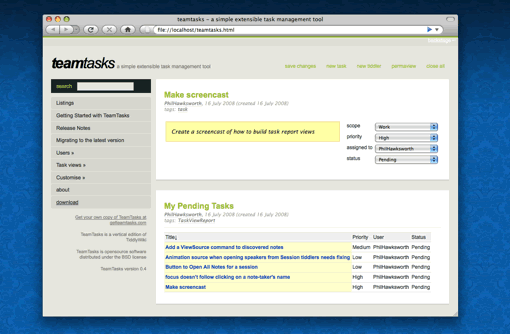 teamtasks - a simple extensible task management tool
file://localhost/teamtasks.html
teamtasks a simple extensible task management tool
save changes new task new tiddler permaview close all
search
Listings
Getting Started with TeamTasks
Release Notes
Migrating to the latest version
Users »
Task views »
Customise »
about
download
Get your own copy of TeamTasks at
getteamtasks.com
TeamTasks is a vertical edition of
TiddlyWiki
TeamTasks is opensource software
distributed under the BSD license
TeamTasks version 0.4
Make screencast
PhilHawksworth, 16 July 2008 (created 16 July 2008)
tags: task
Create a screencast of how to build task report views
scope Work
priority High
assigned to PhilHawksworth
status Pending
My Pending Tasks
PhilHawksworth, 16 July 2008 (created 16 July 2008)
tags: TaskViewReport
Title↓ Priority User Status
Add a ViewSource command to discovered notes Medium PhilHawksworth Pending
Animation source when opening speakers from Session tiddlers needs fixing Low PhilHawksworth Pending
Button to Open All Notes for a session Low PhilHawksworth Pending
focus doesn't follow clicking on a note-taker's name High PhilHawksworth Pending
Make screencast High PhilHawksworth Pending